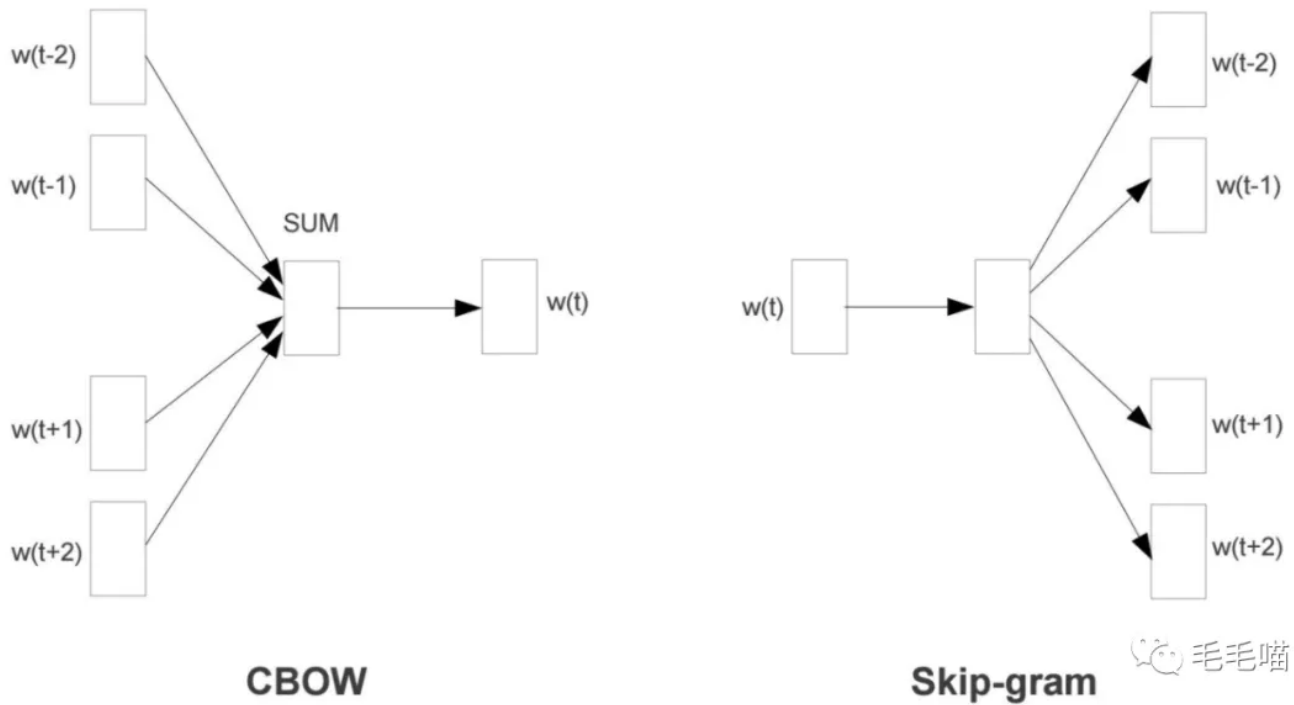 w(t-2)
w(t-1)
SUM
w(t)
w(t+1)
w(t+2)
CBOW
w(t-2)
w(t-1)
w(t)
w(t+1)
w(t+2)
Skip-gram
毛毛喵